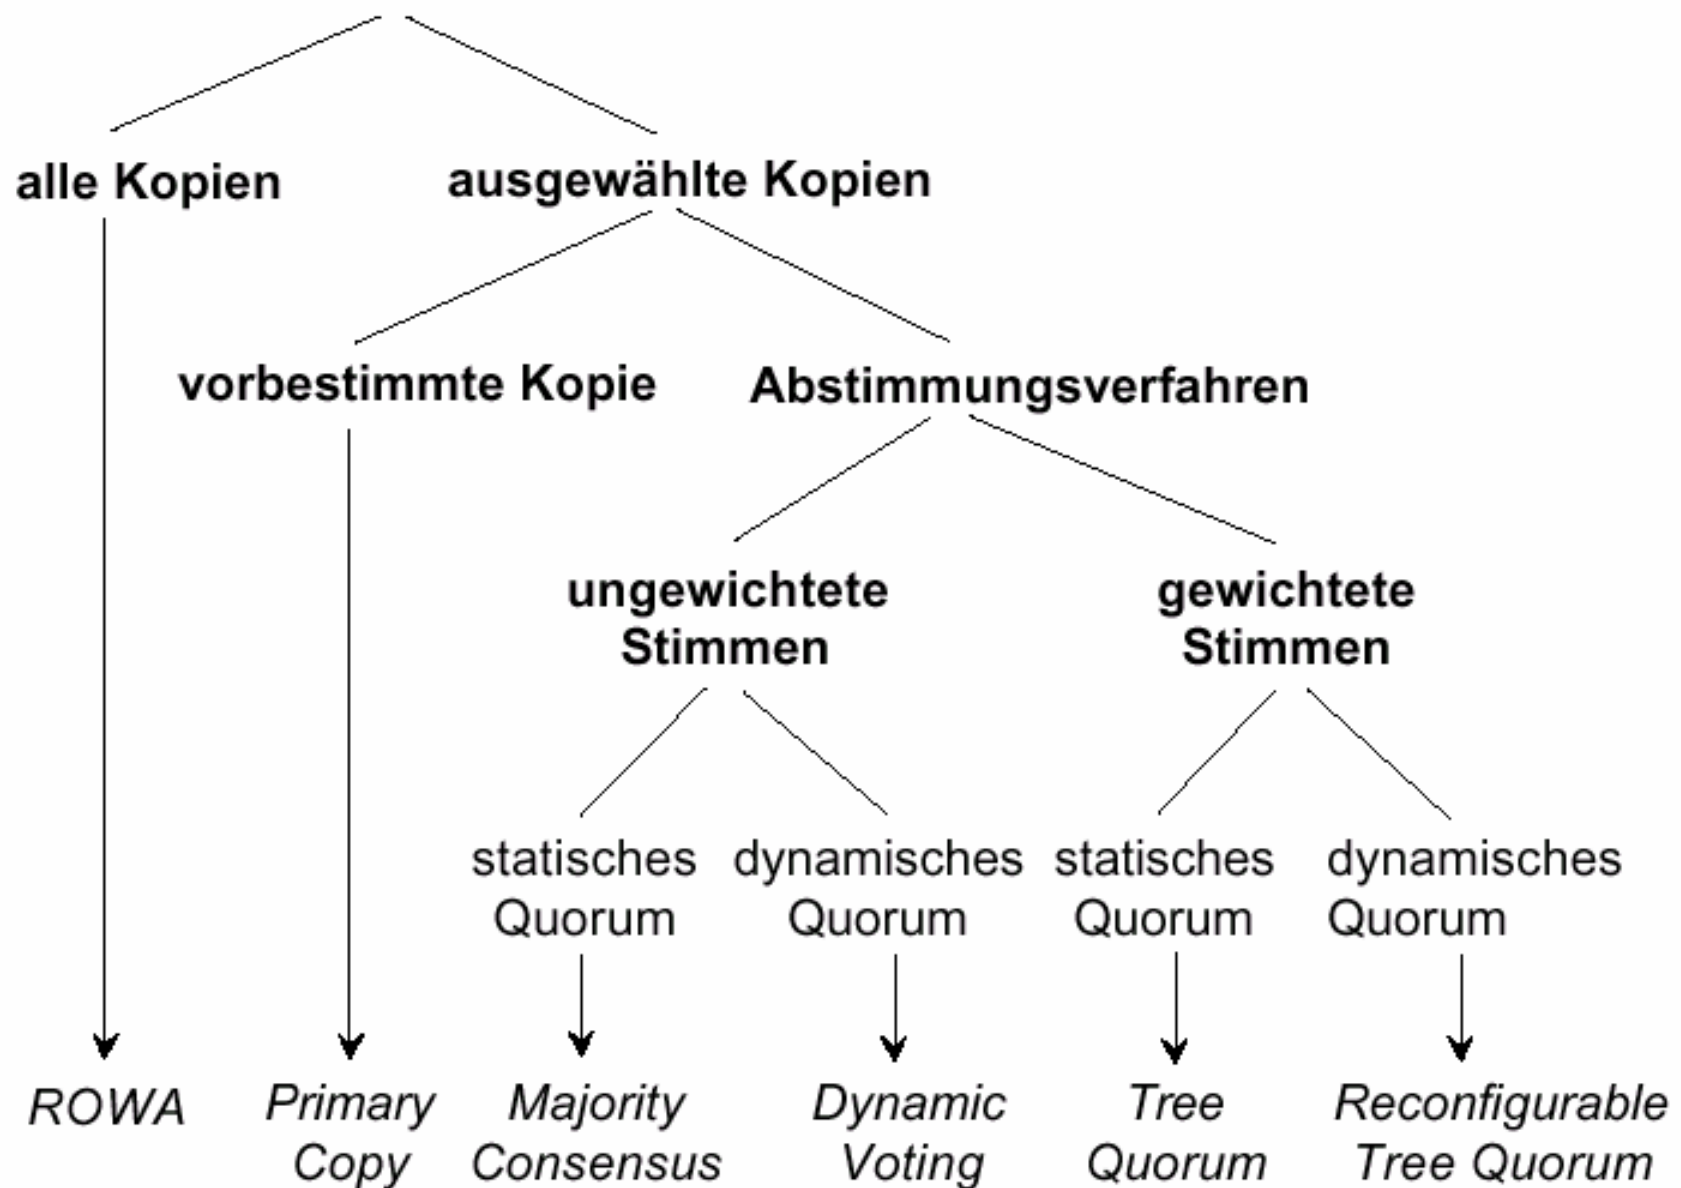 alle Kopien
ausgewählte Kopien
vorbestimmte Kopie
Abstimmungsverfahren
ungewichtete
Stimmen
gewichtete
Stimmen
statisches
Quorum
dynamisches
Quorum
statisches
Quorum
dynamisches
Quorum
ROWA
Primary
Copy
Majority
Consensus
Dynamic
Voting
Tree
Quorum
Reconfigurable
Tree Quorum